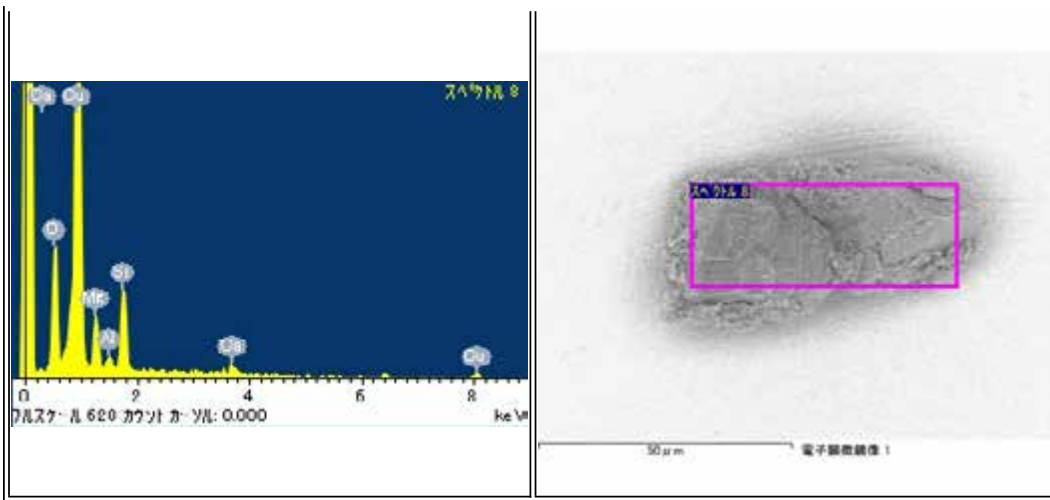 スペクトル 8
Ca Cu
O
Si
Mg
Al
Ca
Cu
0 2 4 6 8
フルスケール 620 カウント カーソル: 0.000 keV
スペクトル 8
50μm 電子顕微鏡像 1